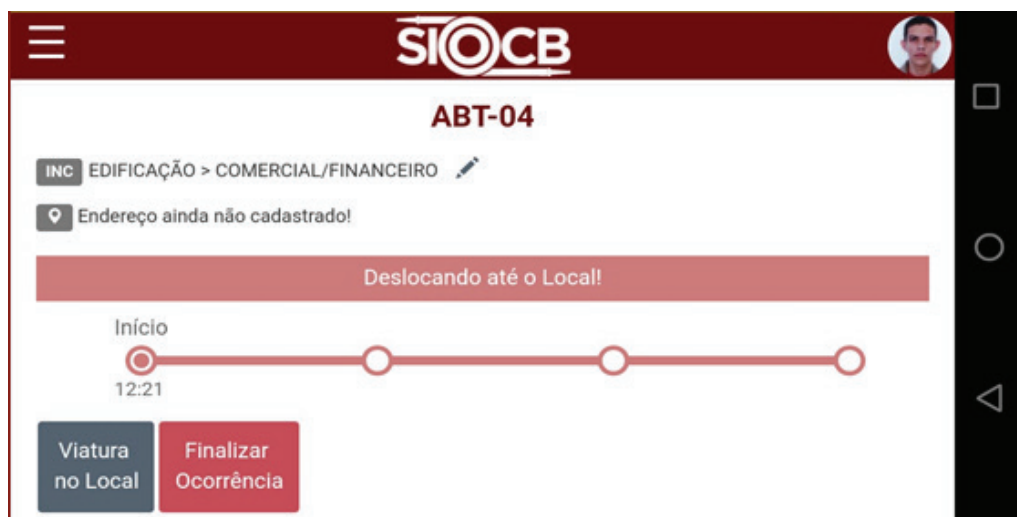 SIOCB
ABT-04
INC EDIFICAÇÃO > COMERCIAL/FINANCEIRO
Endereço ainda não cadastrado!
Deslocando até o Local!
Início
12:21
Viatura
no Local
Finalizar
Ocorrência